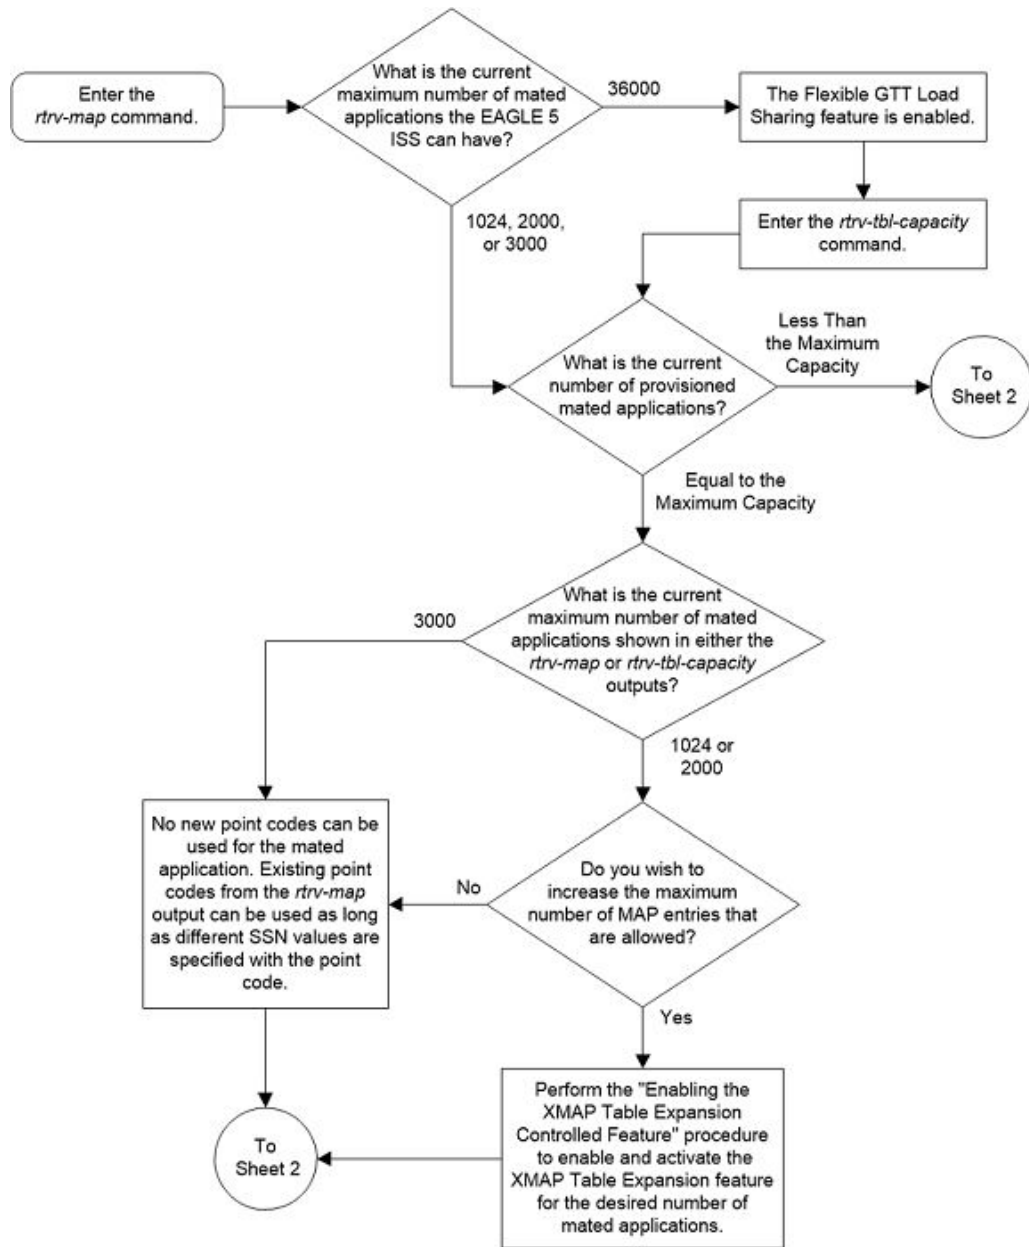 Enter the
rtrv-map command.
What is the current
maximum number of mated
applications the EAGLE 5
ISS can have?
36000
The Flexible GTT Load
Sharing feature is enabled.
1024, 2000,
or 3000
Enter the rtrv-tbl-capacity
command.
What is the current
number of provisioned
mated applications?
Less Than
the Maximum
Capacity
To
Sheet 2
Equal to the
Maximum Capacity
What is the current
maximum number of mated
applications shown in either the
rtrv-map or rtrv-tbl-capacity
outputs?
3000
1024 or
2000
No new point codes can be
used for the mated
application. Existing point
codes from the rtrv-map
output can be used as long
as different SSN values are
specified with the point
code.
No
Do you wish to
increase the maximum
number of MAP entries that
are allowed?
Yes
Perform the "Enabling the
XMAP Table Expansion
Controlled Feature" procedure
to enable and activate the
XMAP Table Expansion feature
for the desired number of
mated applications.
To
Sheet 2